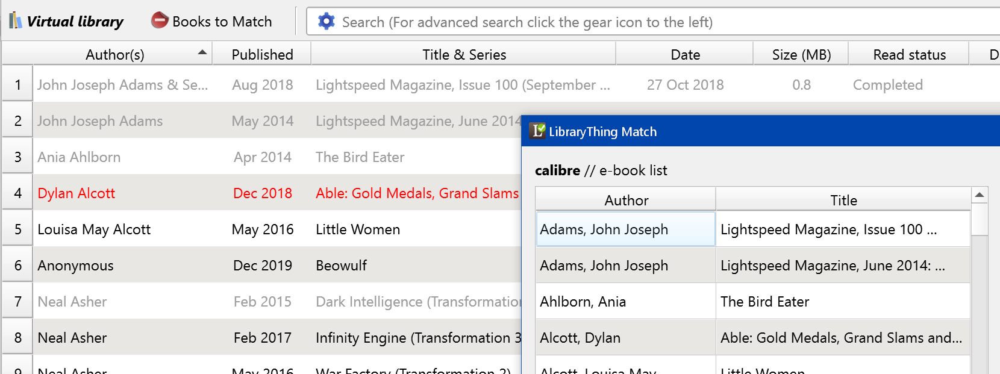 Virtual library Books to Match Search (For advanced search click the gear icon to the left)
Author(s) Published Title & Series Date Size (MB) Read status D
1 John Joseph Adams & Se... Aug 2018 Lightspeed Magazine, Issue 100 (September ... 27 Oct 2018 0.8 Completed
2 John Joseph Adams May 2014 Lightspeed Magazine, June 2014
3 Ania Ahlborn Apr 2014 The Bird Eater
4 Dylan Alcott Dec 2018 Able: Gold Medals, Grand Slams
5 Louisa May Alcott May 2016 Little Women
6 Anonymous Dec 2019 Beowulf
7 Neal Asher Feb 2015 Dark Intelligence (Transformation
8 Neal Asher Feb 2017 Infinity Engine (Transformation 3
9 Neal Asher May 2016 War Factory (Transformation 2)
L LibraryThing Match
calibre // e-book list
Author Title
Adams, John Joseph Lightspeed Magazine, Issue 100 ...
Adams, John Joseph Lightspeed Magazine, June 2014: ...
Ahlborn, Ania The Bird Eater
Alcott, Dylan Able: Gold Medals, Grand Slams and...
Alcott, Louisa May Little Women